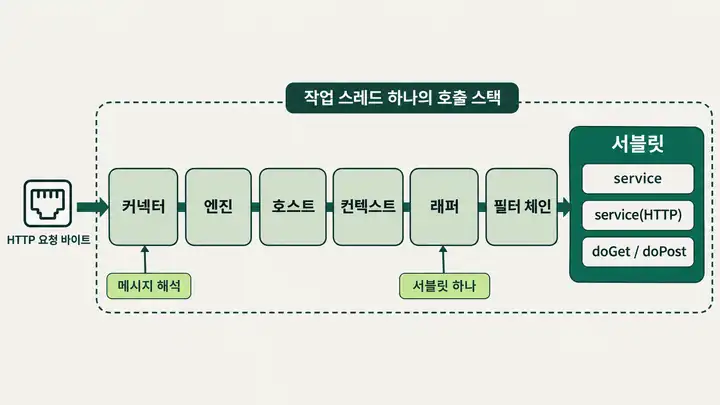 작업 스레드 하나의 호출 스택
HTTP 요청 바이트
커넥터
엔진
호스트
컨텍스트
래퍼
필터 체인
서블릿
service
service(HTTP)
doGet / doPost
메시지 해석
서블릿 하나